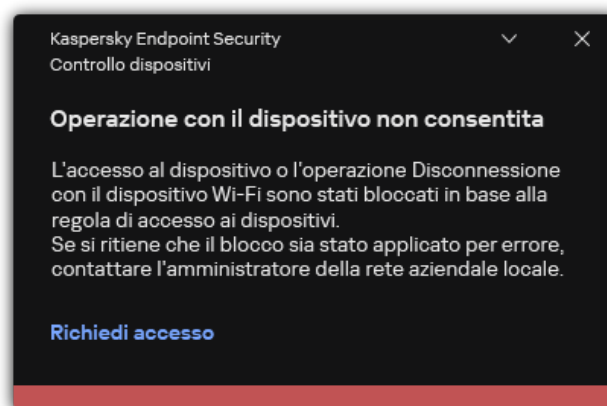 Kaspersky Endpoint Security
Controllo dispositivi
Operazione con il dispositivo non consentita
L'accesso al dispositivo o l'operazione Disconnessione
con il dispositivo Wi-Fi sono stati bloccati in base alla
regola di accesso ai dispositivi.
Se si ritiene che il blocco sia stato applicato per errore,
contattare l'amministratore della rete aziendale locale.
Richiedi accesso